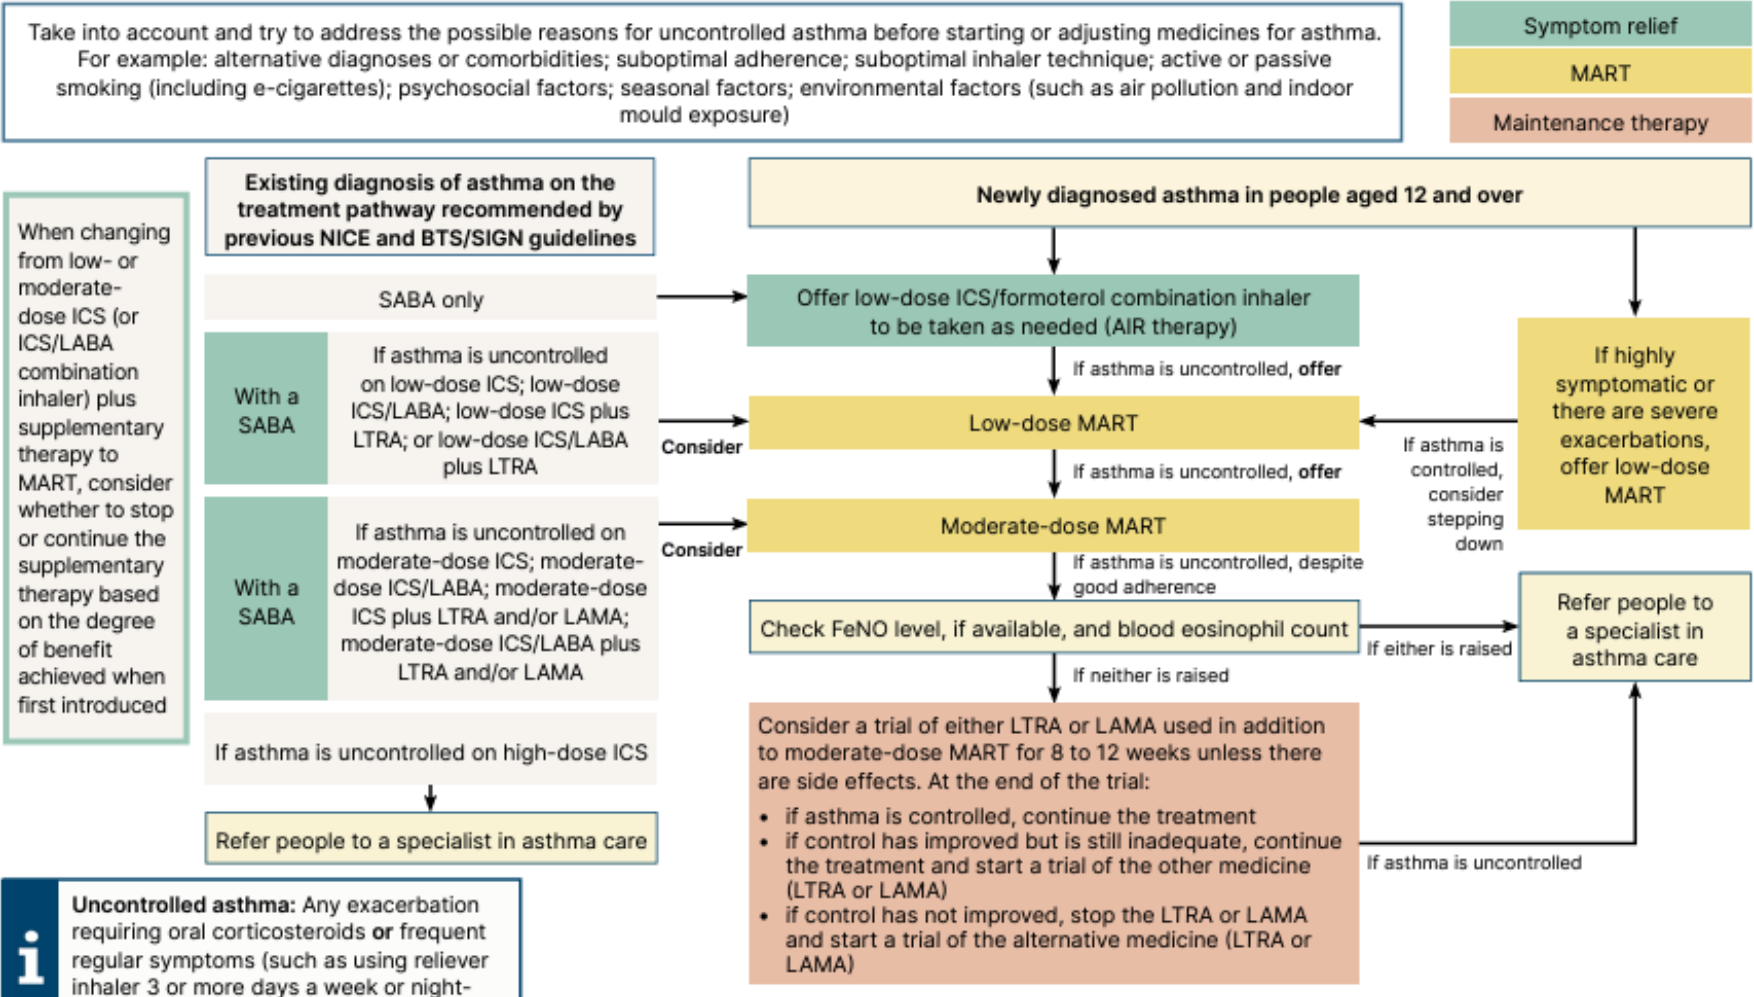 Take into account and try to address the possible reasons for uncontrolled asthma before starting or adjusting medicines for asthma.
For example: alternative diagnoses or comorbidities; suboptimal adherence; suboptimal inhaler technique; active or passive
smoking (including e-cigarettes); psychosocial factors; seasonal factors; environmental factors (such as air pollution and indoor
mould exposure)
Symptom relief
MART
Maintenance therapy
When changing
from low- or
moderate-
dose ICS (or
ICS/LABA
combination
inhaler) plus
supplementary
therapy to
MART, consider
whether to stop
or continue the
supplementary
therapy based
on the degree
of benefit
achieved when
first introduced
Existing diagnosis of asthma on the
treatment pathway recommended by
previous NICE and BTS/SIGN guidelines
SABA only
With a
SABA
If asthma is uncontrolled
on low-dose ICS; low-dose
ICS/LABA; low-dose ICS plus
LTRA; or low-dose ICS/LABA
plus LTRA
Consider
With a
SABA
If asthma is uncontrolled on
moderate-dose ICS; moderate-
dose ICS/LABA; moderate-dose
ICS plus LTRA and/or LAMA;
moderate-dose ICS/LABA plus
LTRA and/or LAMA
Consider
If asthma is uncontrolled on high-dose ICS
Refer people to a specialist in asthma care
Newly diagnosed asthma in people aged 12 and over
Offer low-dose ICS/formoterol combination inhaler
to be taken as needed (AIR therapy)
If asthma is uncontrolled, offer
Low-dose MART
If asthma is uncontrolled, offer
Moderate-dose MART
If asthma is uncontrolled, despite
good adherence
Check FeNO level, if available, and blood eosinophil count
If neither is raised
Consider a trial of either LTRA or LAMA used in addition
to moderate-dose MART for 8 to 12 weeks unless there
are side effects. At the end of the trial:
• if asthma is controlled, continue the treatment
• if control has improved but is still inadequate, continue
the treatment and start a trial of the other medicine
(LTRA or LAMA)
• if control has not improved, stop the LTRA or LAMA
and start a trial of the alternative medicine (LTRA or
LAMA)
If highly
symptomatic or
there are severe
exacerbations,
offer low-dose
MART
If asthma is
controlled,
consider
stepping
down
If either is raised
Refer people to
a specialist in
asthma care
If asthma is uncontrolled
i
Uncontrolled asthma: Any exacerbation
requiring oral corticosteroids or frequent
regular symptoms (such as using reliever
inhaler 3 or more days a week or night-